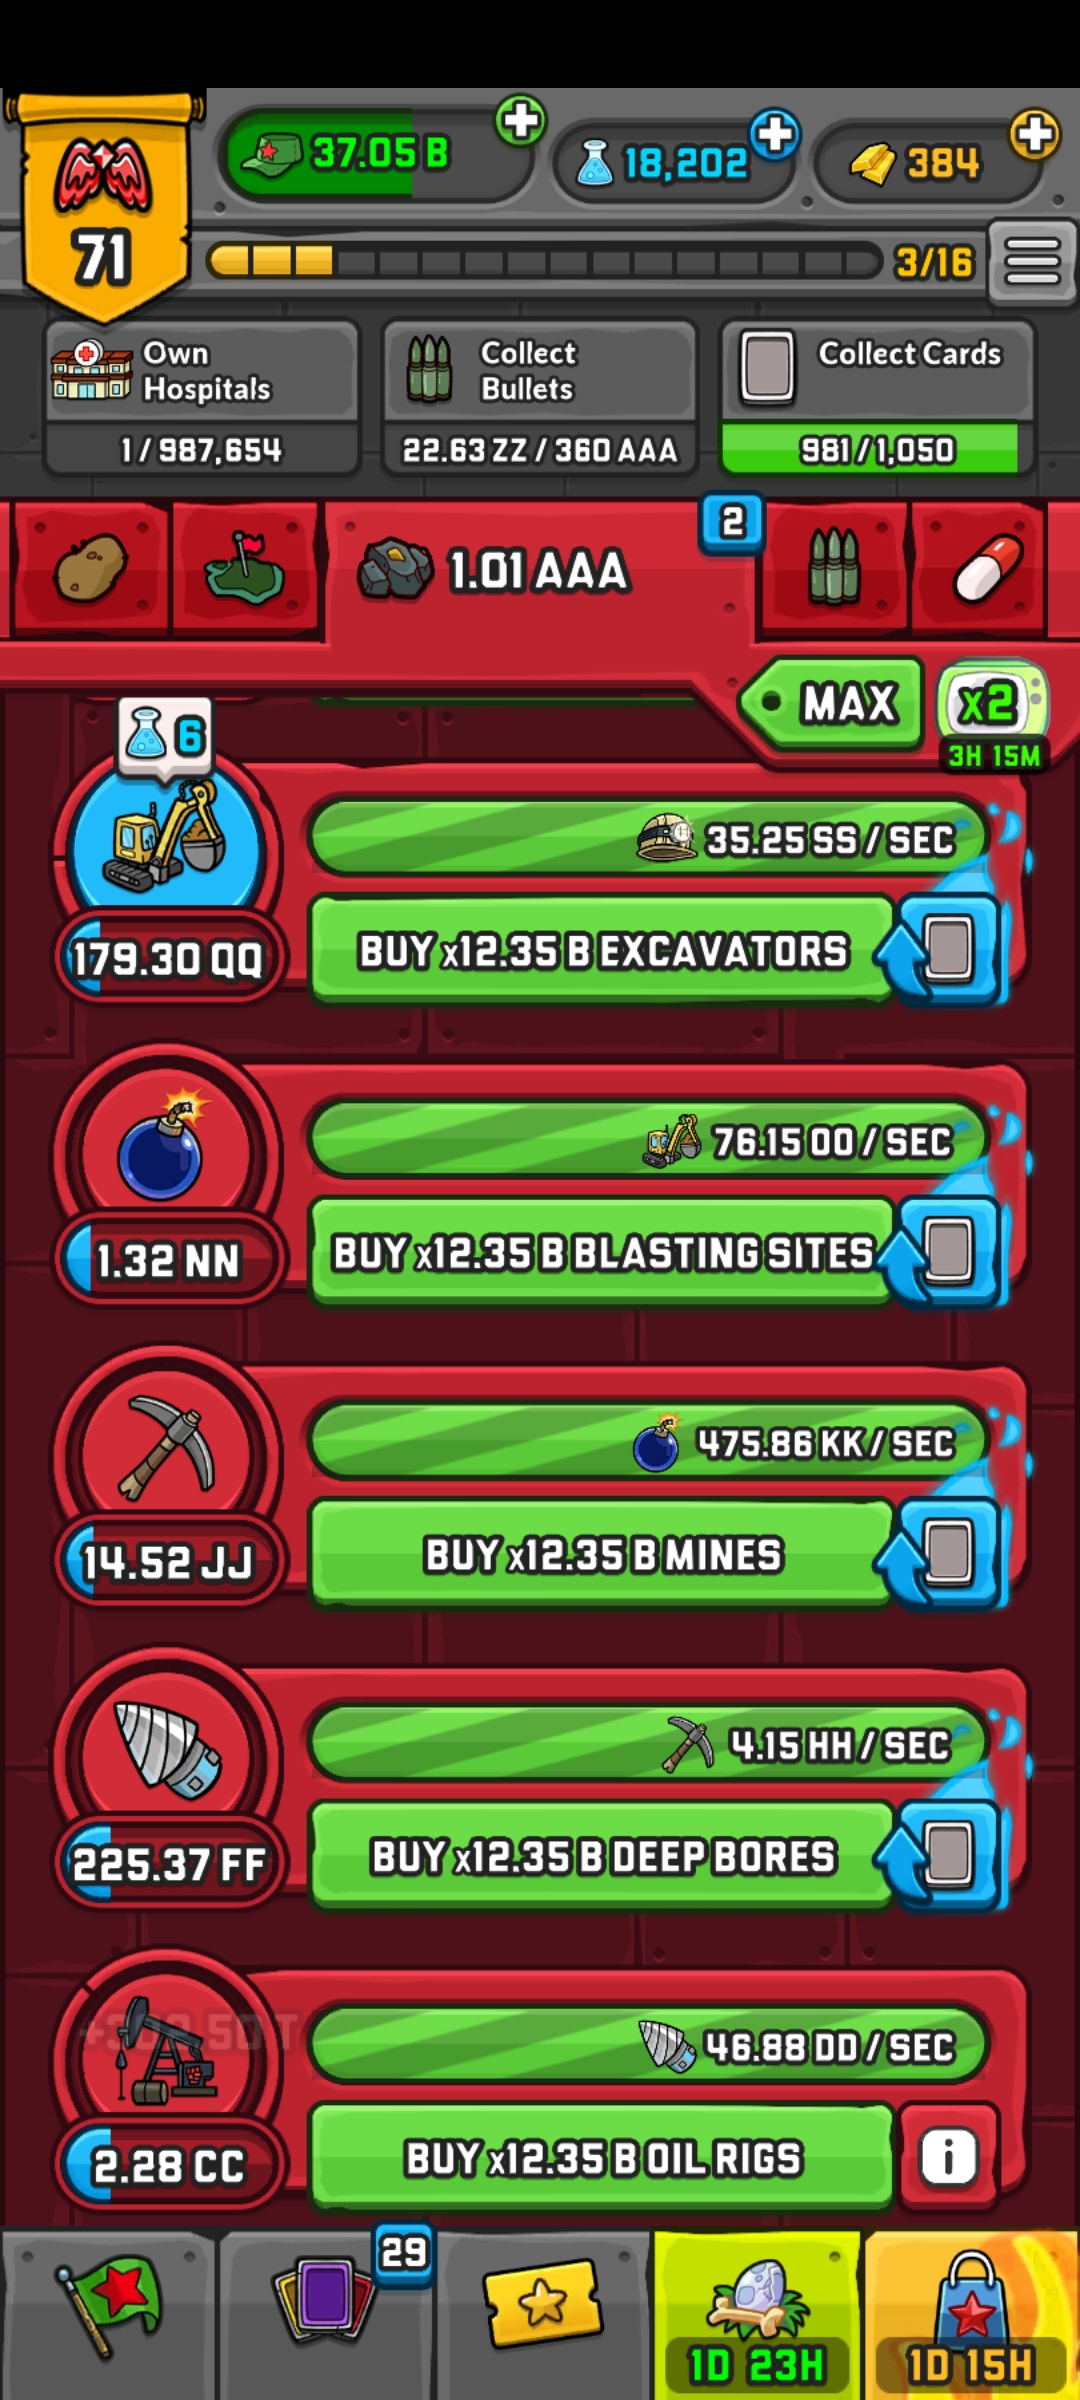 71
37.05 B
18,202
384
3/16
Own
Hospitals
1 / 987,654
Collect
Bullets
22.63 ZZ / 360 AAA
Collect Cards
981 / 1,050
1.01 AAA
2
MAX
x2
3H 15M
6
35.25 SS / SEC
179.30 QQ
BUY x12.35 B EXCAVATORS
76.15 OO / SEC
1.32 NN
BUY x12.35 B BLASTING SITES
475.86 KK / SEC
14.52 JJ
BUY x12.35 B MINES
4.15 HH / SEC
225.37 FF
BUY x12.35 B DEEP BORES
46.88 DD / SEC
2.28 CC
BUY x12.35 B OIL RIGS
i
29
1D 23H
1D 15H